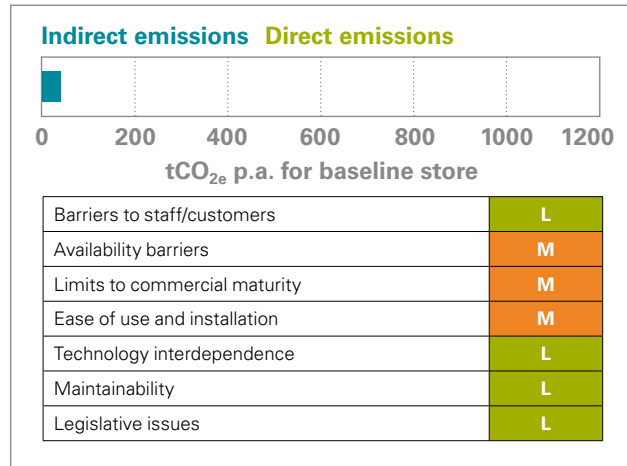 Indirect emissions Direct emissions
0 200 400 600 800 1000 1200
tCO2e p.a. for baseline store
Barriers to staff/customers L
Availability barriers M
Limits to commercial maturity M
Ease of use and installation M
Technology interdependence L
Maintainability L
Legislative issues L